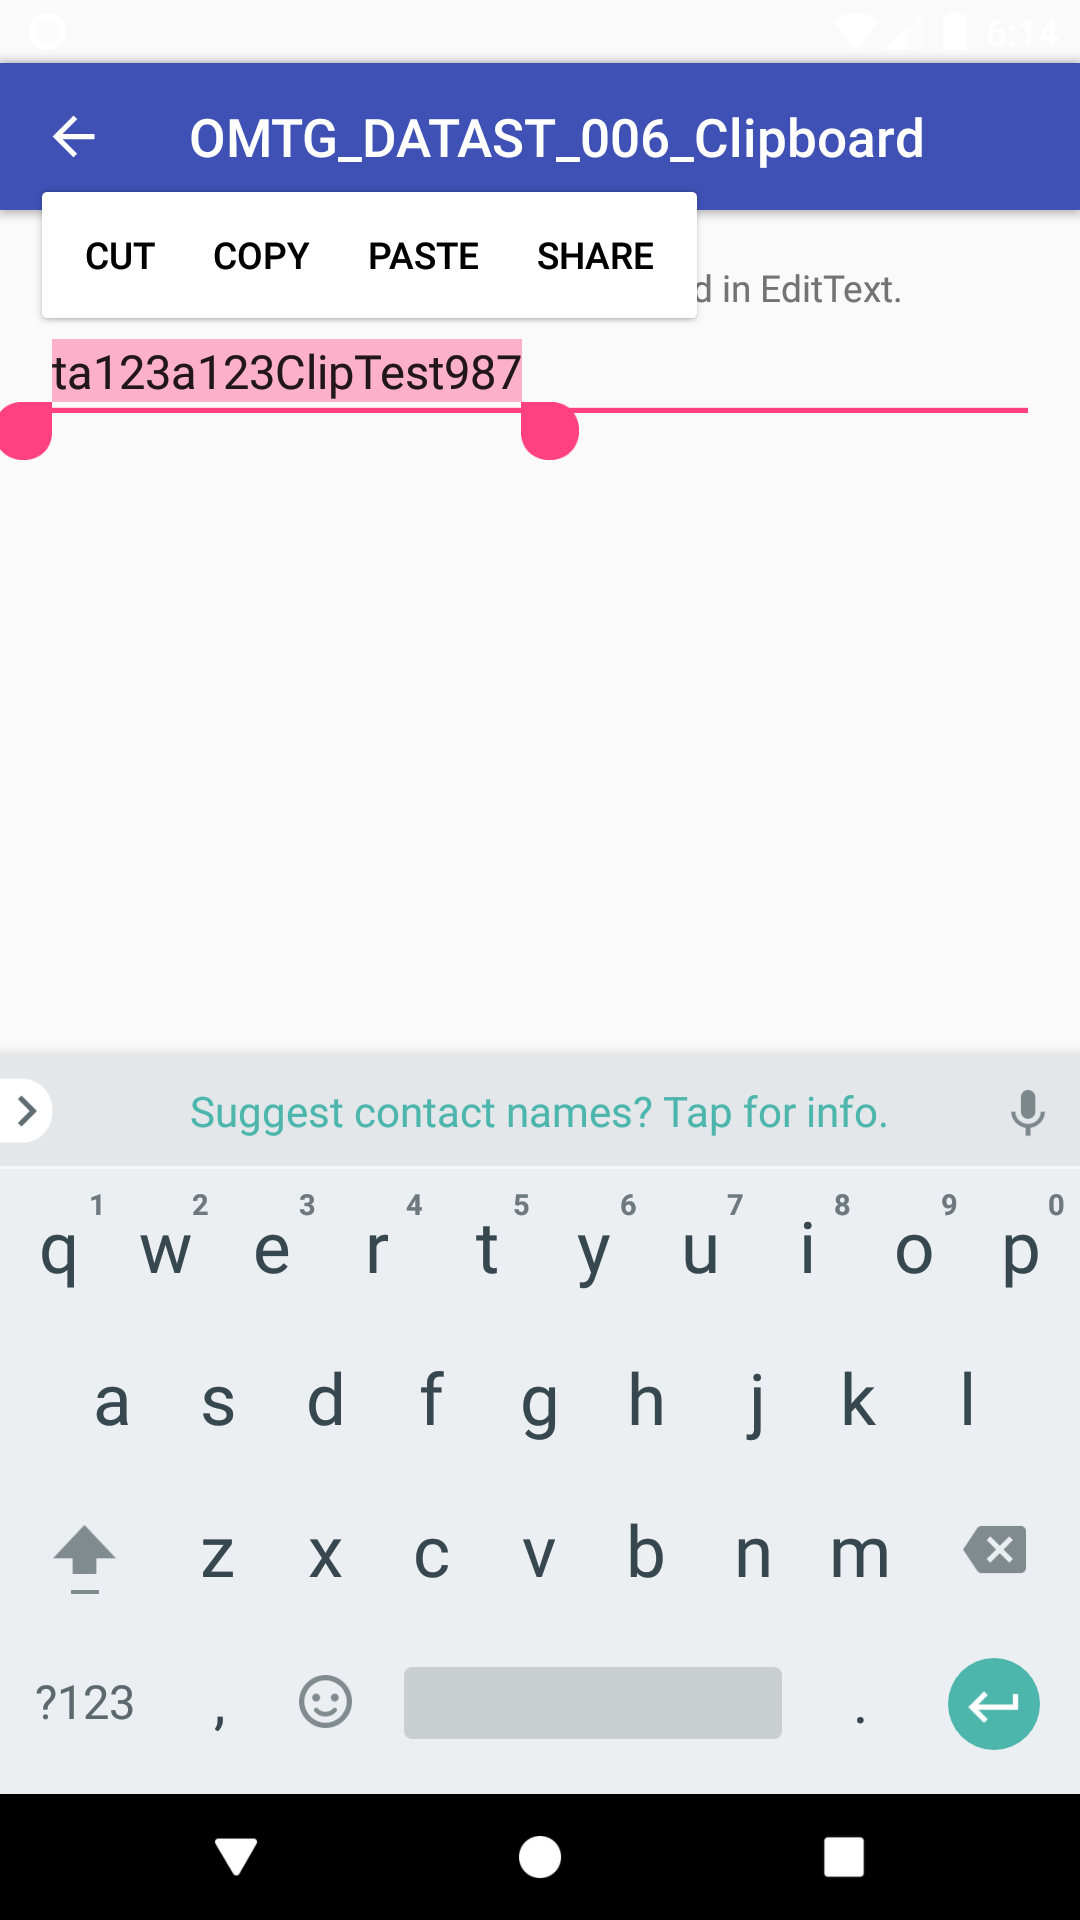 6:14
OMTG_DATAST_006_Clipboard
CUT COPY PASTE SHARE
in EditText.
ta123a123ClipTest987
Suggest contact names? Tap for info.
1 2 3 4 5 6 7 8 9 0
q w e r t y u i o p
a s d f g h j k l
z x c v b n m
?123 , .